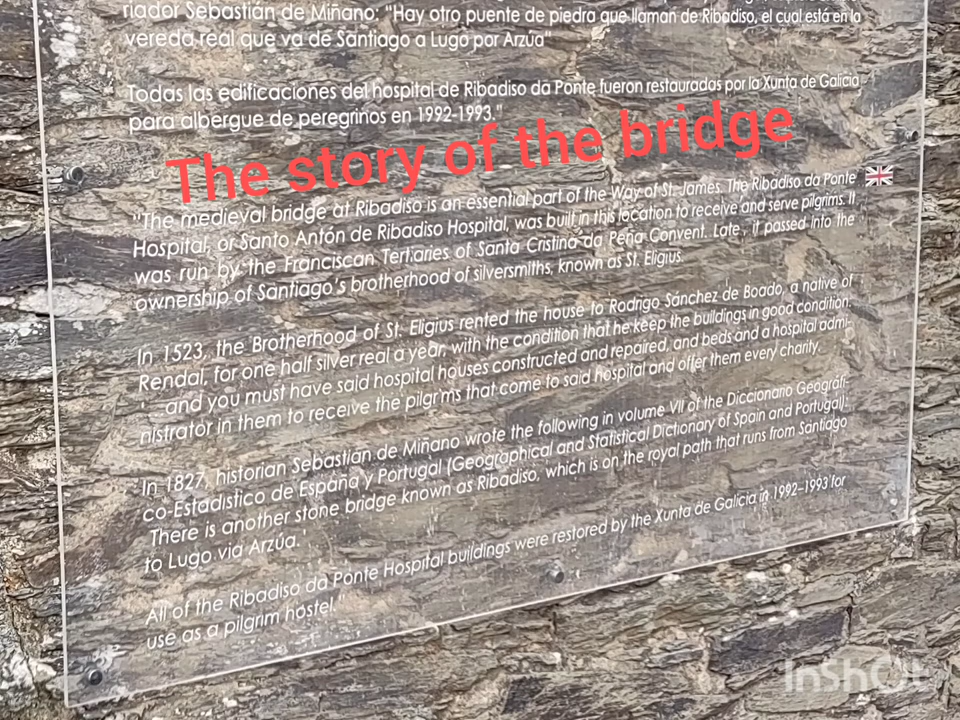 riador Sebastián de Miñano: "Hay otro puente de piedra que llaman de Ribadiso, el cual está en la
vereda real que va de Santiago a Lugo por Arzúa"
Todas las edificaciones del hospital de Ribadiso da Ponte fueron restauradas por la Xunta de Galicia
para albergue de peregrinos en 1992-1993."
The story of the bridge
"The medieval bridge at Ribadiso is an essential part of the Way of St. James. The Ribadiso da Ponte
Hospital, or Santo Antón de Ribadiso Hospital, was built in this location to receive and serve pilgrims. It
was run by the Franciscan Tertiaries of Santa Cristina da Peña Convent. Late , it passed into the
ownership of Santiago's brotherhood of silversmiths, known as St. Eligius.
In 1523, the Brotherhood of St. Eligius rented the house to Rodrigo Sánchez de Boado, a native of
Rendal, for one half silver real a year, with the condition that he keep the buildings in good condition.
"...and you must have said hospital houses constructed and repaired, and beds and a hospital admi-
nistrator in them to receive the pilgrims that come to said hospital and offer them every charity.
In 1827, historian Sebastián de Miñano wrote the following in volume VII of the Diccionario Geográfi-
co-Estadístico de España y Portugal (Geographical and Statistical Dictionary of Spain and Portugal):
'There is another stone bridge known as Ribadiso, which is on the royal path that runs from Santiago
to Lugo via Arzúa.'
All of the Ribadiso da Ponte Hospital buildings were restored by the Xunta de Galicia in 1992–1993 for
use as a pilgrim hostel."
InShOt